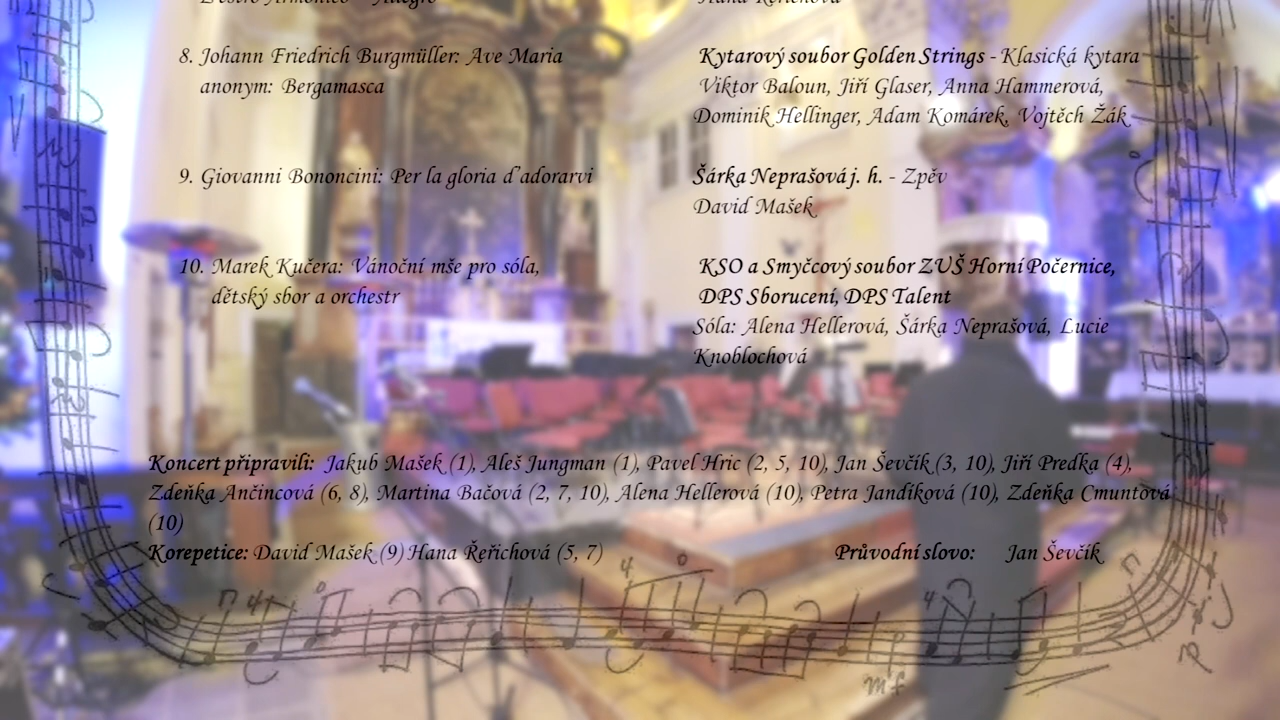 8. Johann Friedrich Burgmüller: Ave Maria
anonym: Bergamasca
Kytarový soubor Golden Strings - Klasická kytara
Viktor Baloun, Jiří Glaser, Anna Hammerová,
Dominik Hellinger, Adam Komárek, Vojtěch Žák
9. Giovanni Bononcini: Per la gloria d'adorarvi
Šárka Neprašová j. h. - Zpěv
David Mašek
10. Marek Kučera: Vánoční mše pro sóla,
dětský sbor a orchestr
KSO a Smyčcový soubor ZUŠ Horní Počernice,
DPS Sborucení, DPS Talent
Sóla: Alena Hellerová, Šárka Neprašová, Lucie
Knoblochová
Koncert připravili: Jakub Mašek (1), Aleš Jungman (1), Pavel Hric (2, 5, 10), Jan Ševčík (3, 10), Jiří Predka (4),
Zdeňka Ančincová (6, 8), Martina Bačová (2, 7, 10), Alena Hellerová (10), Petra Jandíková (10), Zdeňka Cmuntová
(10)
Korepetice: David Mašek (9) Hana Řeřichová (5, 7)
Průvodní slovo: Jan Ševčík
mf